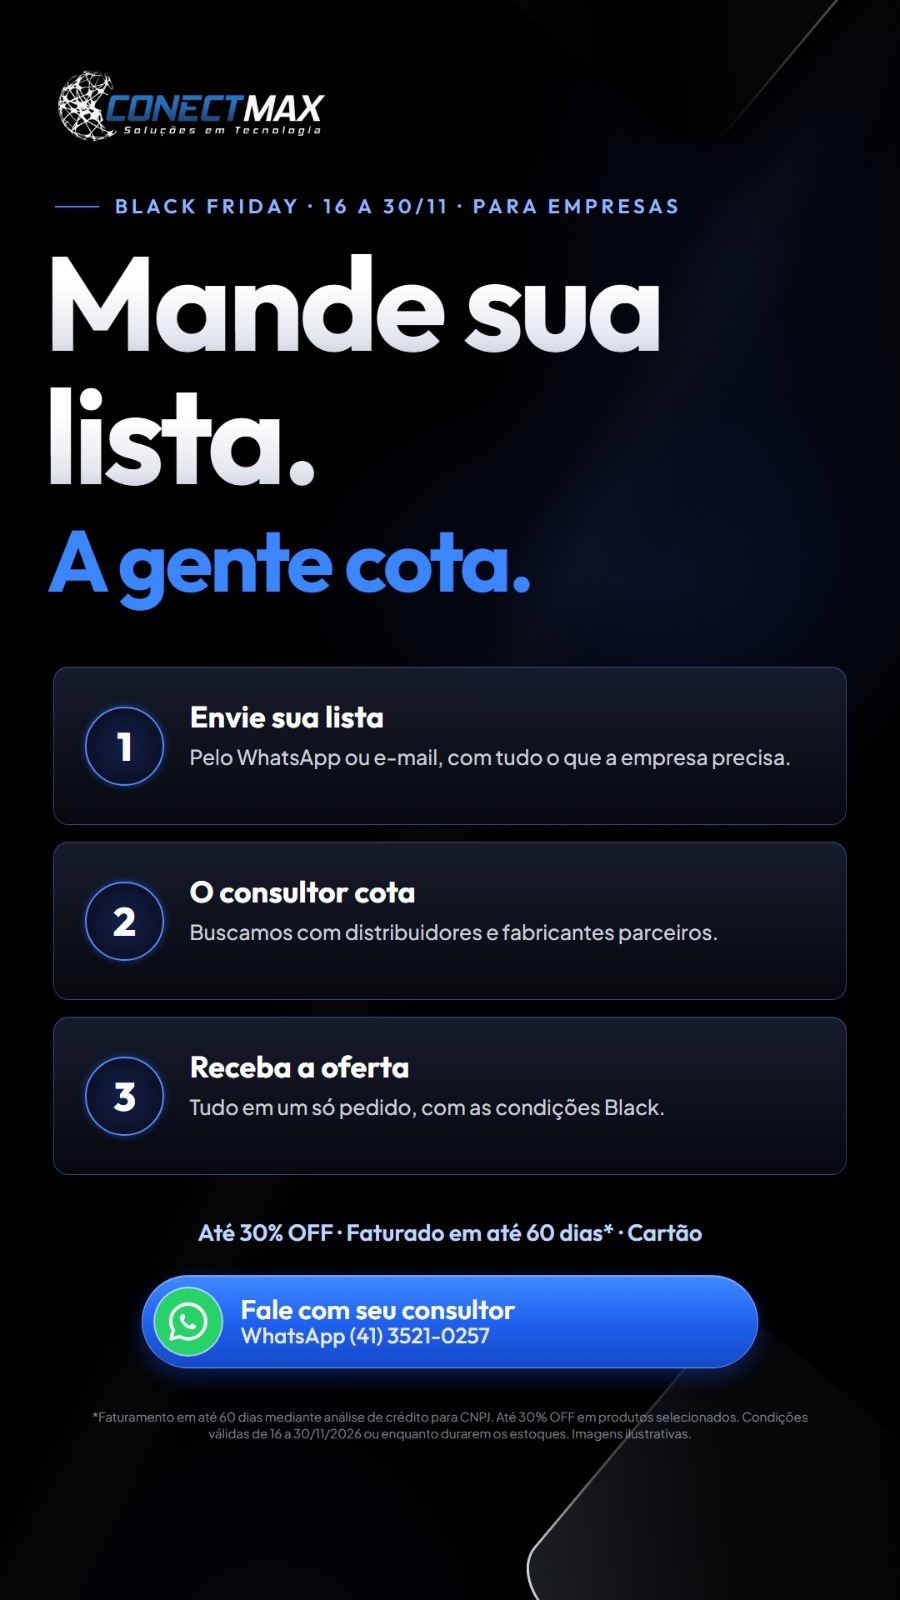 CONECTMAX
Soluções em Tecnologia
BLACK FRIDAY · 16 A 30/11 · PARA EMPRESAS
Mande sua
lista.
A gente cota.
1
Envie sua lista
Pelo WhatsApp ou e-mail, com tudo o que a empresa precisa.
2
O consultor cota
Buscamos com distribuidores e fabricantes parceiros.
3
Receba a oferta
Tudo em um só pedido, com as condições Black.
Até 30% OFF · Faturado em até 60 dias* · Cartão
Fale com seu consultor
WhatsApp (41) 3521-0257
*Faturamento em até 60 dias mediante análise de crédito para CNPJ. Até 30% OFF em produtos selecionados. Condições
válidas de 16 a 30/11/2026 ou enquanto durarem os estoques. Imagens ilustrativas.